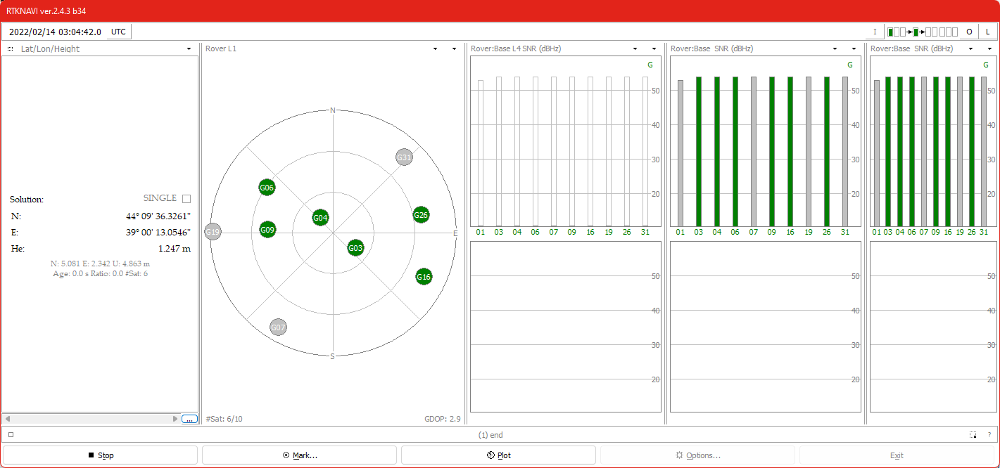 RTKNAVI ver.2.4.3 b34
2022/02/14 03:04:42.0 UTC
I O L
Lat/Lon/Height
Solution: SINGLE
N: 44° 09' 36.3261"
E: 39° 00' 13.0546"
He: 1.247 m
N: 5.081 E: 2.342 U: 4.863 m
Age: 0.0 s Ratio: 0.0 #Sat: 6
...
Rover L1
N
G31
G06
G26
G04
G09
G19
E
G03
G16
G07
S
#Sat: 6/10 GDOP: 2.9
Rover:Base L4 SNR (dBHz)
G
50
40
30
20
01 03 04 06 07 09 16 19 26 31
50
40
30
20
Rover:Base SNR (dBHz)
G
50
40
30
20
01 03 04 06 07 09 16 19 26 31
50
40
30
20
Rover:Base SNR (dBHz)
G
50
40
30
20
01 03 04 06 07 09 16 19 26 31
50
40
30
20
(1) end ?
Stop Mark... Plot Options... Exit